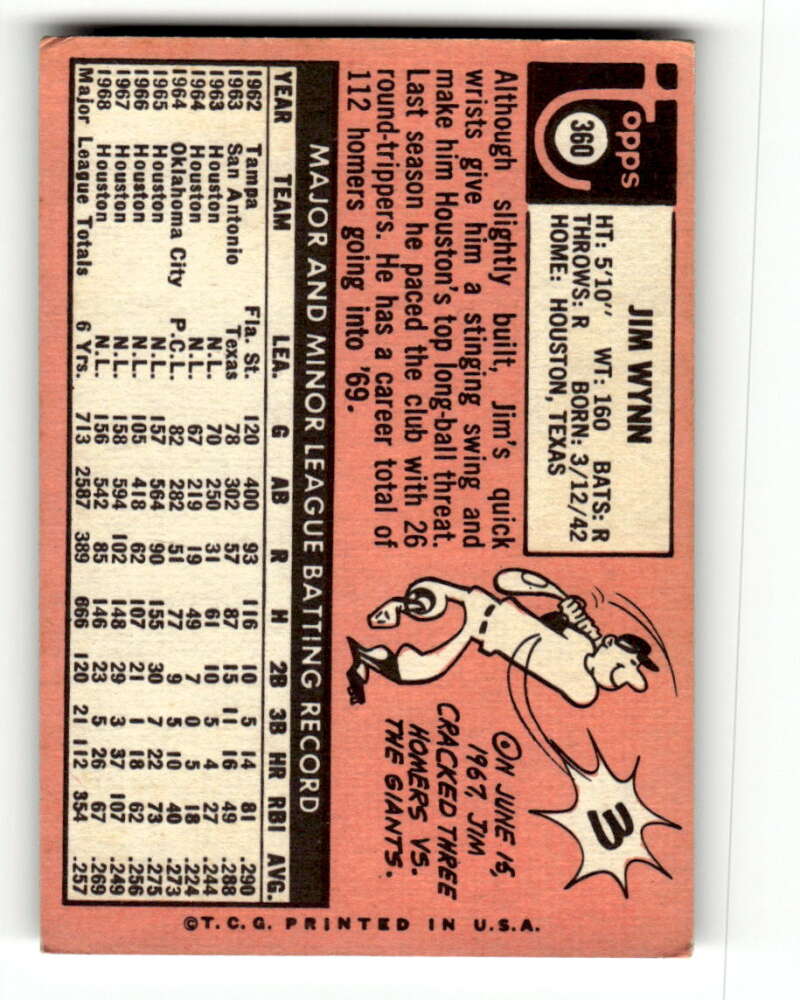 topps
360
JIM WYNN
HT: 5'10" WT: 160 BATS: R
THROWS: R BORN: 3/12/42
HOME: HOUSTON, TEXAS
Although slightly built, Jim's quick
wrists give him a stinging swing and
make him Houston's top long-ball threat.
Last season he paced the club with 26
round-trippers. He has a career total of
112 homers going into '69.
3
ON JUNE 15,
1967, JIM
CRACKED THREE
HOMERS VS.
THE GIANTS.
MAJOR AND MINOR LEAGUE BATTING RECORD
YEAR TEAM LEA. G AB R H 2B 3B HR RBI AVG.
1962 Tampa Fla. St. 120 400 93 116 10 5 14 81 .290
1963 San Antonio Texas 78 302 57 87 15 11 16 49 .288
1963 Houston N.L. 70 250 31 61 10 5 4 27 .244
1964 Houston N.L. 67 219 19 49 7 0 5 18 .224
1964 Oklahoma City P.C.L. 82 282 51 77 9 5 10 40 .273
1965 Houston N.L. 157 564 90 155 30 7 22 73 .275
1966 Houston N.L. 105 418 62 107 21 1 18 62 .256
1967 Houston N.L. 158 594 102 148 29 3 37 107 .249
1968 Houston N.L. 156 542 85 146 23 5 26 67 .269
Major League Totals 6 Yrs. 713 2587 389 666 120 21 112 354 .257
©T.C.G. PRINTED IN U.S.A.